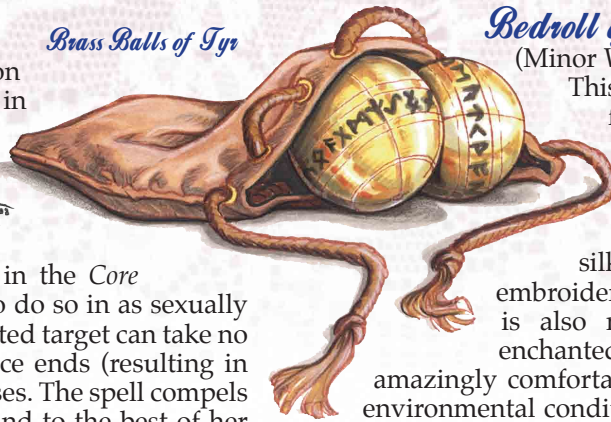 Brass Balls of Tyr
on
in
in the Core
o do so in as sexually
ted target can take no
ce ends (resulting in
ses. The spell compels
nd to the best of her
Bedroll
(Minor W
This
f
silk
embroider
is also
enchanted
amazingly comforta
environmental condi